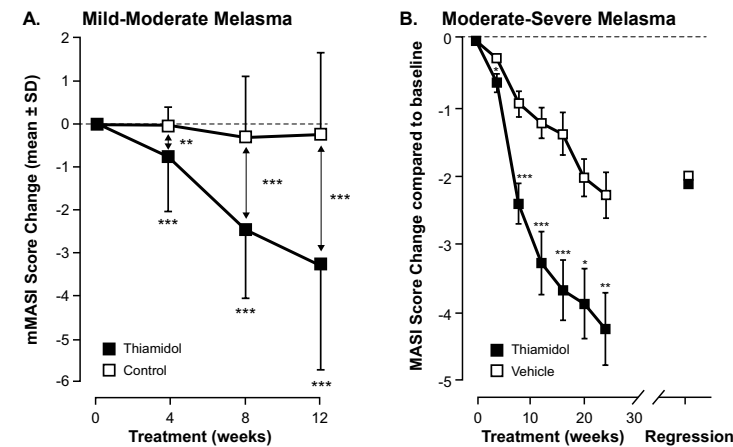 A. Mild-Moderate Melasma
mMASI Score Change (mean ± SD)
2
1
0
-1
-2
-3
-4
-5
-6
**
***
***
***
***
***
Thiamidol
Control
0 4 8 12
Treatment (weeks)
B. Moderate-Severe Melasma
MASI Score Change compared to baseline
0
-1
-2
-3
-4
-5
*
***
***
***
*
**
Thiamidol
Vehicle
0 10 20 30
Treatment (weeks) Regression